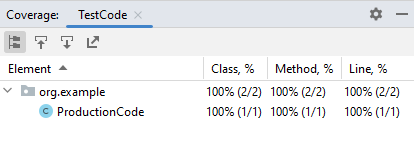 Coverage: TestCode
Element Class, % Method, % Line, %
org.example 100% (2/2) 100% (2/2) 100% (2/2)
C ProductionCode 100% (1/1) 100% (1/1) 100% (1/1)